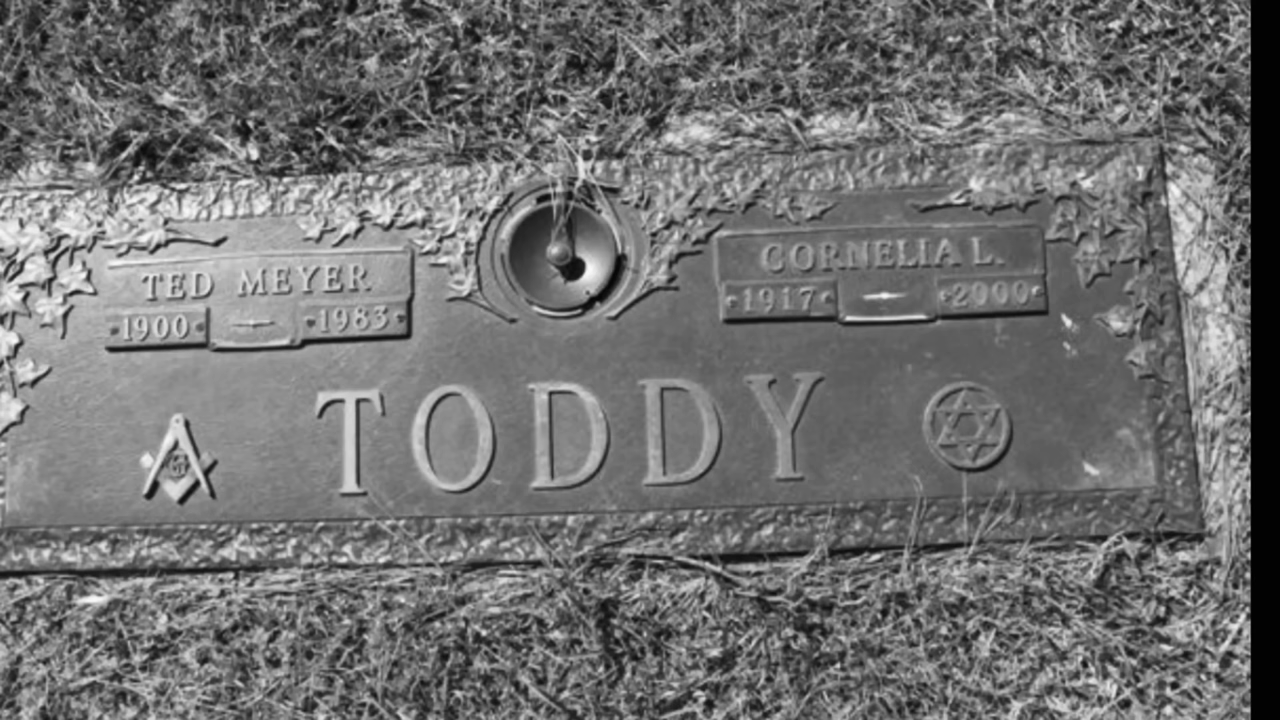 TED MEYER
1900 1983
CORNELIA L.
1917 2000
TODDY
G